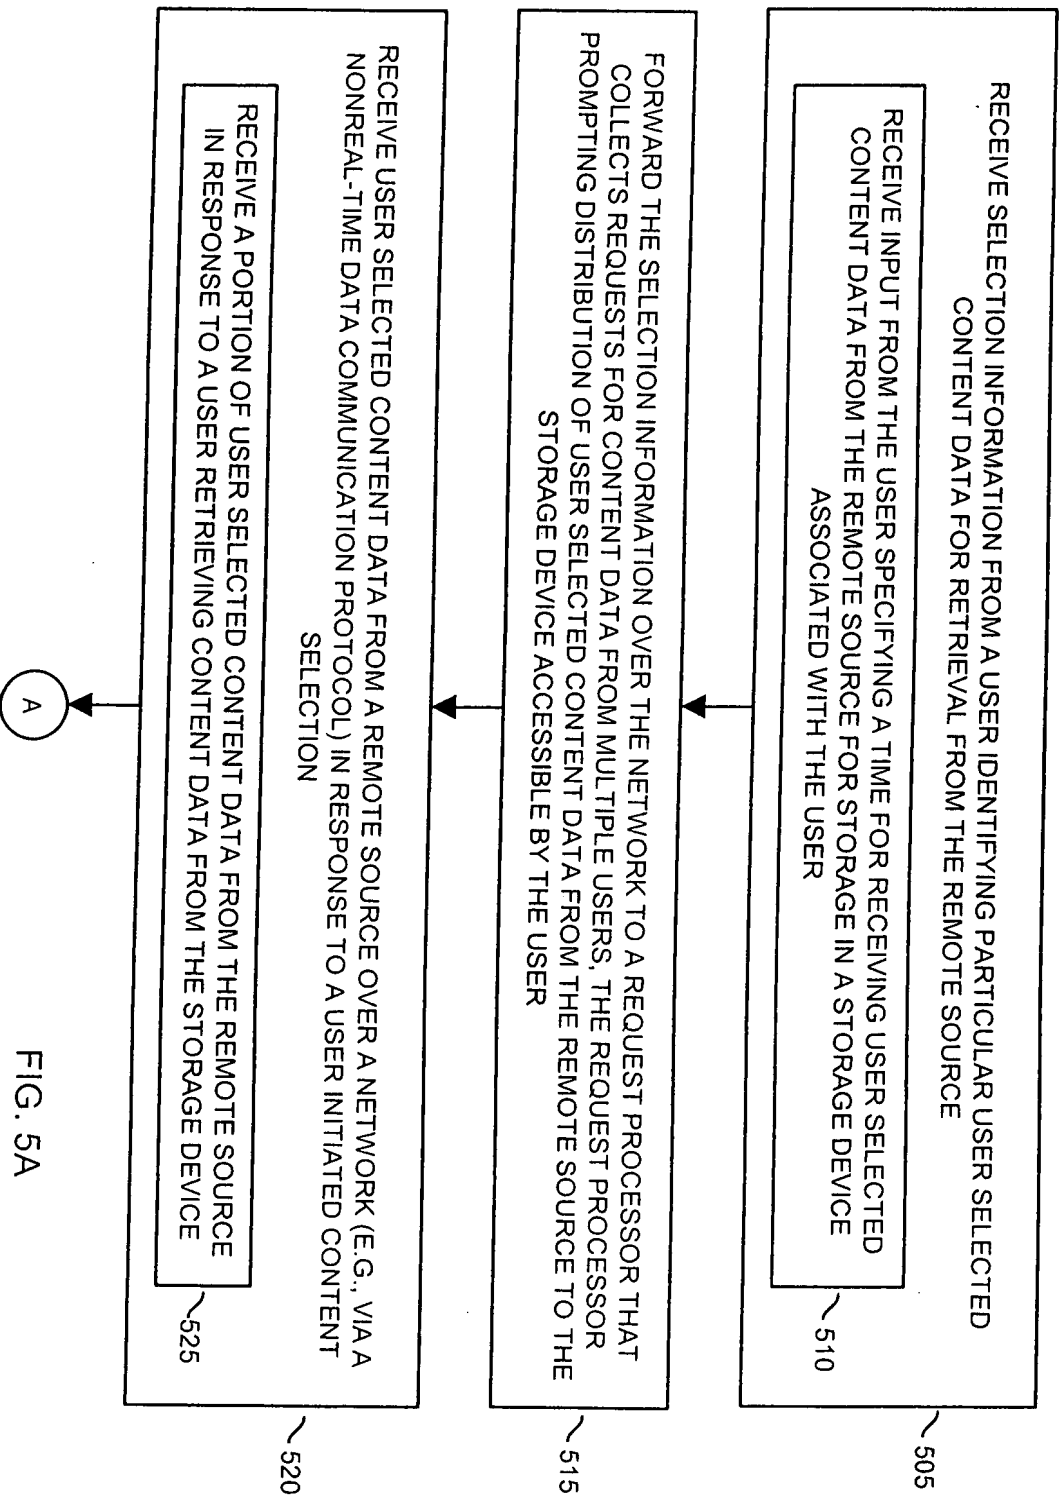 RECEIVE SELECTION INFORMATION FROM A USER IDENTIFYING PARTICULAR USER SELECTED
CONTENT DATA FOR RETRIEVAL FROM THE REMOTE SOURCE
505
RECEIVE INPUT FROM THE USER SPECIFYING A TIME FOR RECEIVING USER SELECTED
CONTENT DATA FROM THE REMOTE SOURCE FOR STORAGE IN A STORAGE DEVICE
ASSOCIATED WITH THE USER
510
FORWARD THE SELECTION INFORMATION OVER THE NETWORK TO A REQUEST PROCESSOR THAT
COLLECTS REQUESTS FOR CONTENT DATA FROM MULTIPLE USERS, THE REQUEST PROCESSOR
PROMPTING DISTRIBUTION OF USER SELECTED CONTENT DATA FROM THE REMOTE SOURCE TO THE
STORAGE DEVICE ACCESSIBLE BY THE USER
515
RECEIVE USER SELECTED CONTENT DATA FROM A REMOTE SOURCE OVER A NETWORK (E.G., VIA A
NONREAL-TIME DATA COMMUNICATION PROTOCOL) IN RESPONSE TO A USER INITIATED CONTENT
SELECTION
520
RECEIVE A PORTION OF USER SELECTED CONTENT DATA FROM THE REMOTE SOURCE
IN RESPONSE TO A USER RETRIEVING CONTENT DATA FROM THE STORAGE DEVICE
525
A
FIG. 5A